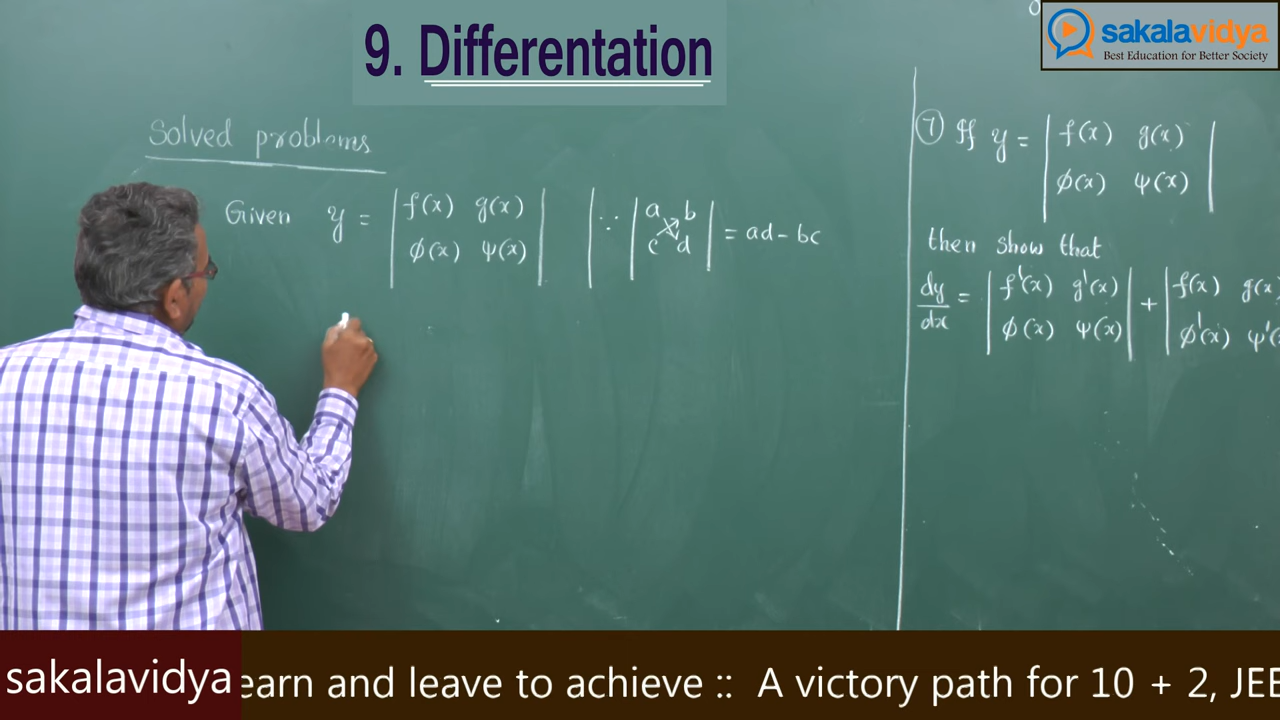 9. Differentation
sakalavidya
Best Education for Better Society
Solved problems
Given y = | f(x) g(x) |
| ϕ(x) ψ(x) |
| ∵ | a b |
| c d | = ad - bc
⑦ If y = | f(x) g(x) |
| ϕ(x) ψ(x) |
then show that
dy/dx = | f'(x) g'(x) | + | f(x) g(x)
| ϕ(x) ψ(x) | | ϕ'(x) ψ'(
sakalavidya
earn and leave to achieve :: A victory path for 10 + 2, JEE